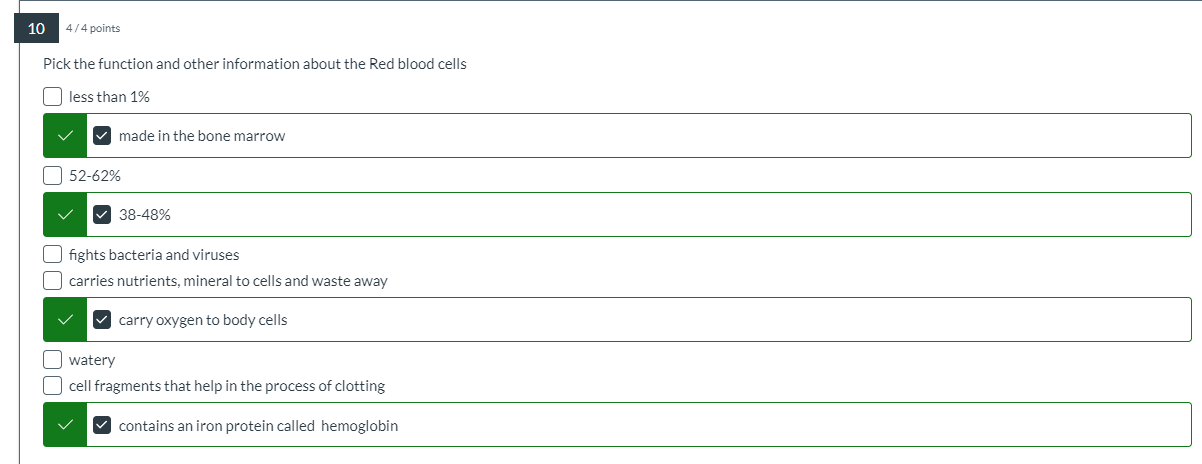 10 4 / 4 points
Pick the function and other information about the Red blood cells
less than 1%
made in the bone marrow
52-62%
38-48%
fights bacteria and viruses
carries nutrients, mineral to cells and waste away
carry oxygen to body cells
watery
cell fragments that help in the process of clotting
contains an iron protein called hemoglobin